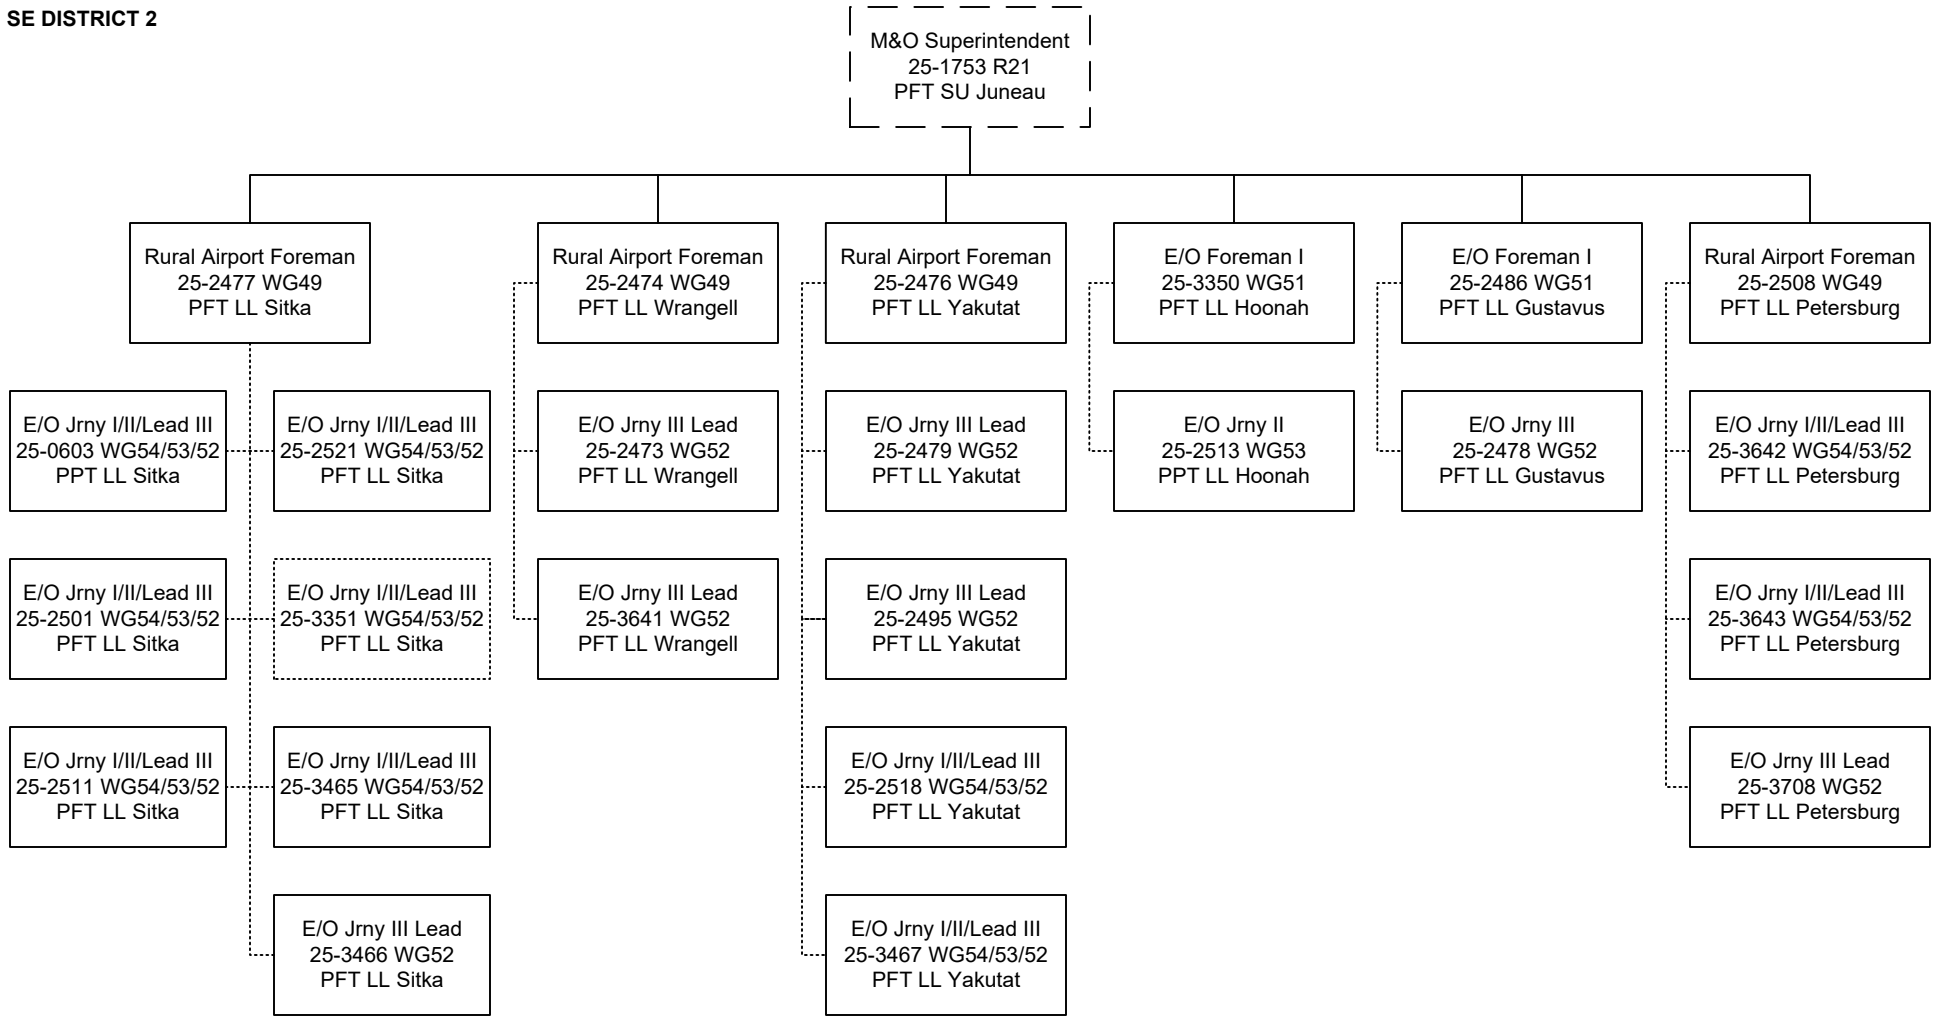 SE DISTRICT 2
M&O Superintendent
25-1753 R21
PFT SU Juneau
Rural Airport Foreman
25-2477 WG49
PFT LL Sitka
Rural Airport Foreman
25-2474 WG49
PFT LL Wrangell
Rural Airport Foreman
25-2476 WG49
PFT LL Yakutat
E/O Foreman I
25-3350 WG51
PFT LL Hoonah
E/O Foreman I
25-2486 WG51
PFT LL Gustavus
Rural Airport Foreman
25-2508 WG49
PFT LL Petersburg
E/O Jrny I/II/Lead III
25-0603 WG54/53/52
PPT LL Sitka
E/O Jrny I/II/Lead III
25-2521 WG54/53/52
PFT LL Sitka
E/O Jrny III Lead
25-2473 WG52
PFT LL Wrangell
E/O Jrny III Lead
25-2479 WG52
PFT LL Yakutat
E/O Jrny II
25-2513 WG53
PPT LL Hoonah
E/O Jrny III
25-2478 WG52
PFT LL Gustavus
E/O Jrny I/II/Lead III
25-3642 WG54/53/52
PFT LL Petersburg
E/O Jrny I/II/Lead III
25-2501 WG54/53/52
PFT LL Sitka
E/O Jrny I/II/Lead III
25-3351 WG54/53/52
PFT LL Sitka
E/O Jrny III Lead
25-3641 WG52
PFT LL Wrangell
E/O Jrny III Lead
25-2495 WG52
PFT LL Yakutat
E/O Jrny I/II/Lead III
25-3643 WG54/53/52
PFT LL Petersburg
E/O Jrny I/II/Lead III
25-2511 WG54/53/52
PFT LL Sitka
E/O Jrny I/II/Lead III
25-3465 WG54/53/52
PFT LL Sitka
E/O Jrny I/II/Lead III
25-2518 WG54/53/52
PFT LL Yakutat
E/O Jrny III Lead
25-3708 WG52
PFT LL Petersburg
E/O Jrny III Lead
25-3466 WG52
PFT LL Sitka
E/O Jrny I/II/Lead III
25-3467 WG54/53/52
PFT LL Yakutat